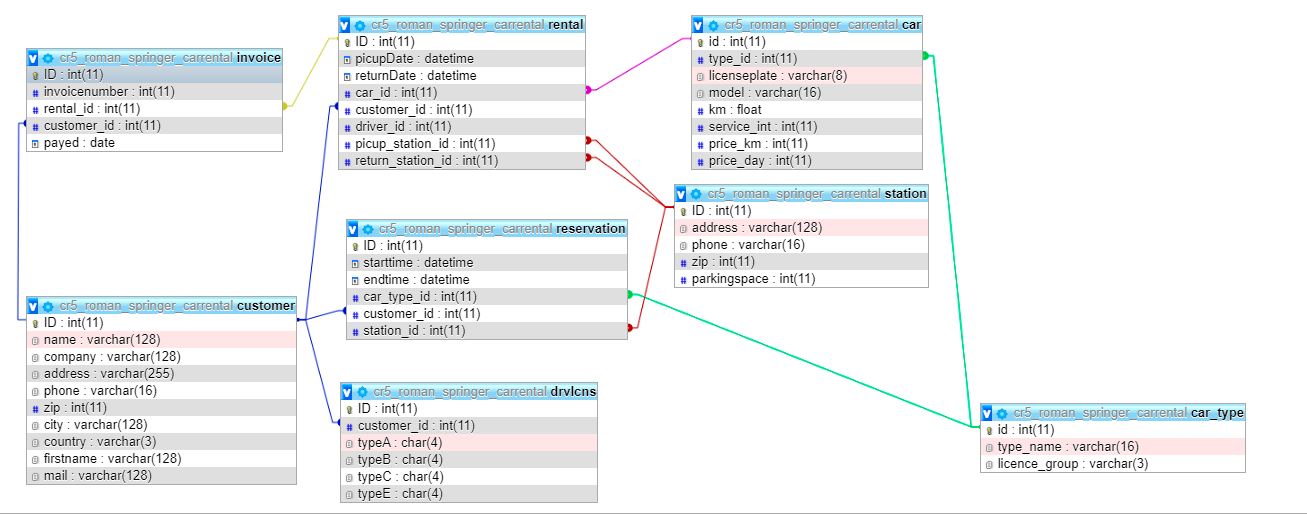 v cr5_roman_springer_carrental invoice
ID : int(11)
invoicenumber : int(11)
rental_id : int(11)
customer_id : int(11)
payed : date
v cr5_roman_springer_carrental rental
ID : int(11)
picupDate : datetime
returnDate : datetime
car_id : int(11)
customer_id : int(11)
driver_id : int(11)
picup_station_id : int(11)
return_station_id : int(11)
v cr5_roman_springer_carrental car
id : int(11)
type_id : int(11)
licenseplate : varchar(8)
model : varchar(16)
km : float
service_int : int(11)
price_km : int(11)
price_day : int(11)
v cr5_roman_springer_carrental station
ID : int(11)
address : varchar(128)
phone : varchar(16)
zip : int(11)
parkingspace : int(11)
v cr5_roman_springer_carrental reservation
ID : int(11)
starttime : datetime
endtime : datetime
car_type_id : int(11)
customer_id : int(11)
station_id : int(11)
v cr5_roman_springer_carrental customer
ID : int(11)
name : varchar(128)
company : varchar(128)
address : varchar(255)
phone : varchar(16)
zip : int(11)
city : varchar(128)
country : varchar(3)
firstname : varchar(128)
mail : varchar(128)
v cr5_roman_springer_carrental drvlcns
ID : int(11)
customer_id : int(11)
typeA : char(4)
typeB : char(4)
typeC : char(4)
typeE : char(4)
v cr5_roman_springer_carrental car_type
id : int(11)
type_name : varchar(16)
licence_group : varchar(3)